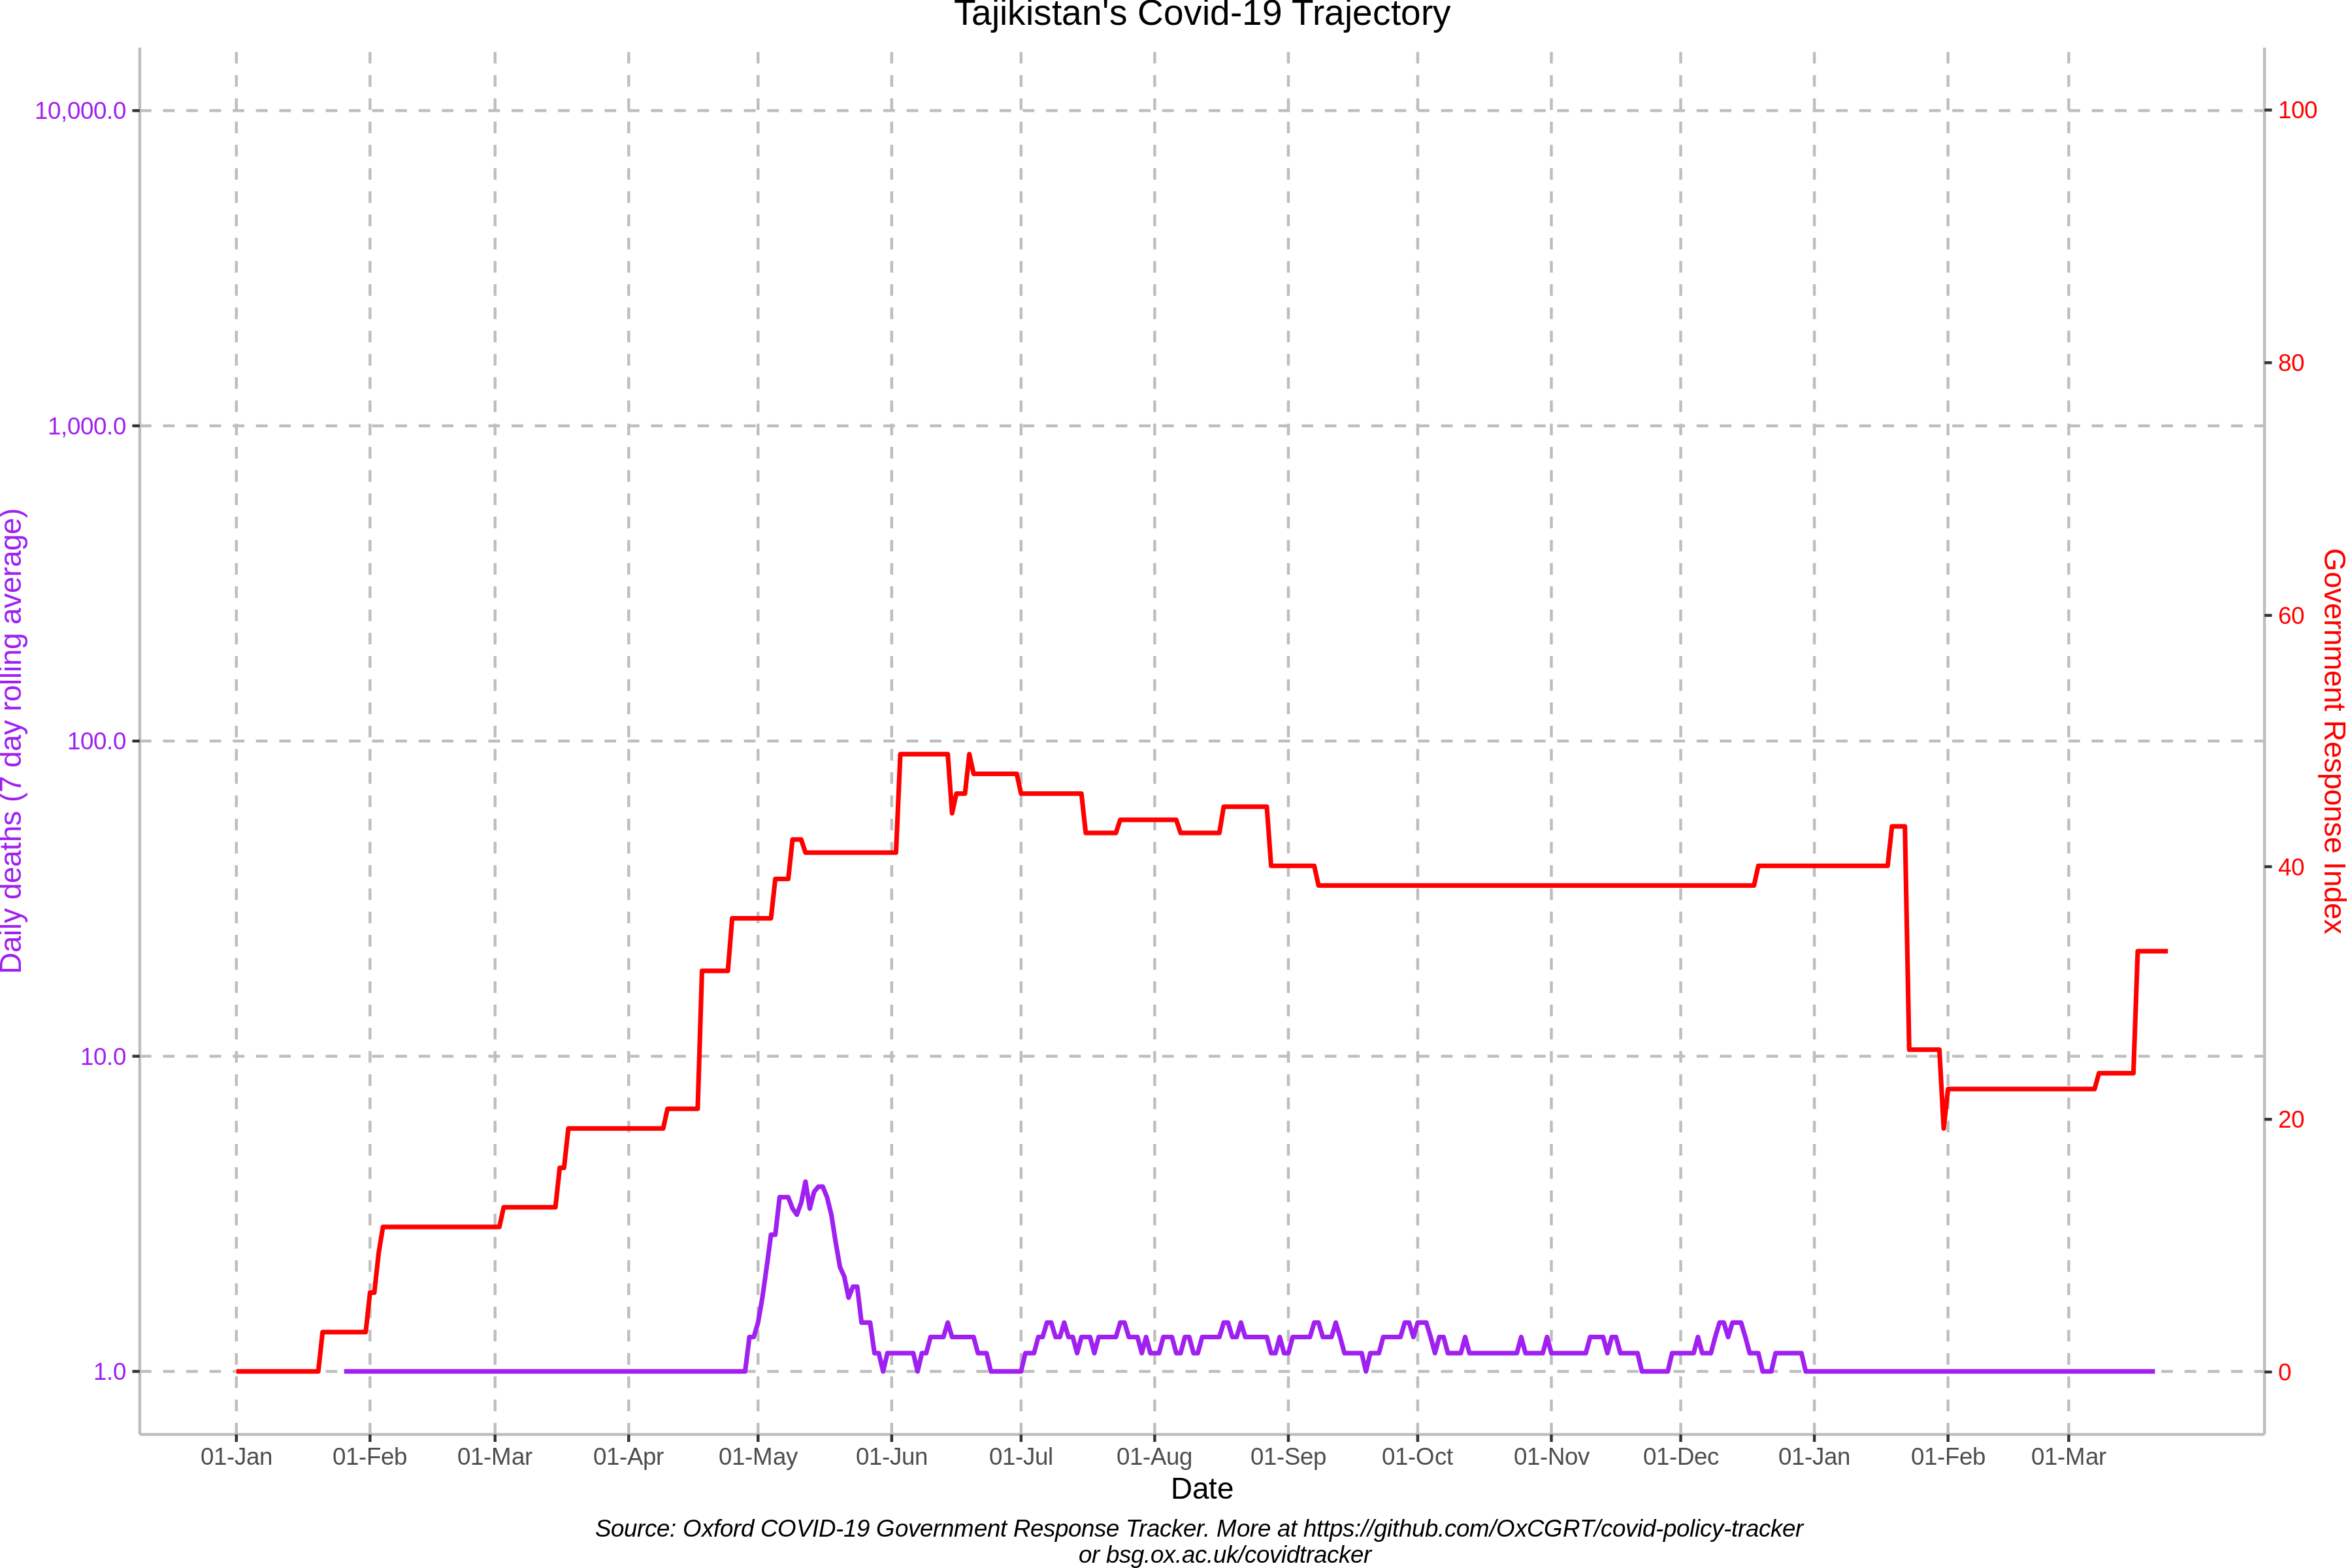 Tajikistan's Covid-19 Trajectory
10,000.0
1,000.0
100.0
10.0
1.0
Daily deaths (7 day rolling average)
100
80
60
40
20
0
Government Response Index
01-Jan 01-Feb 01-Mar 01-Apr 01-May 01-Jun 01-Jul 01-Aug 01-Sep 01-Oct 01-Nov 01-Dec 01-Jan 01-Feb 01-Mar
Date
Source: Oxford COVID-19 Government Response Tracker. More at https://github.com/OxCGRT/covid-policy-tracker
or bsg.ox.ac.uk/covidtracker